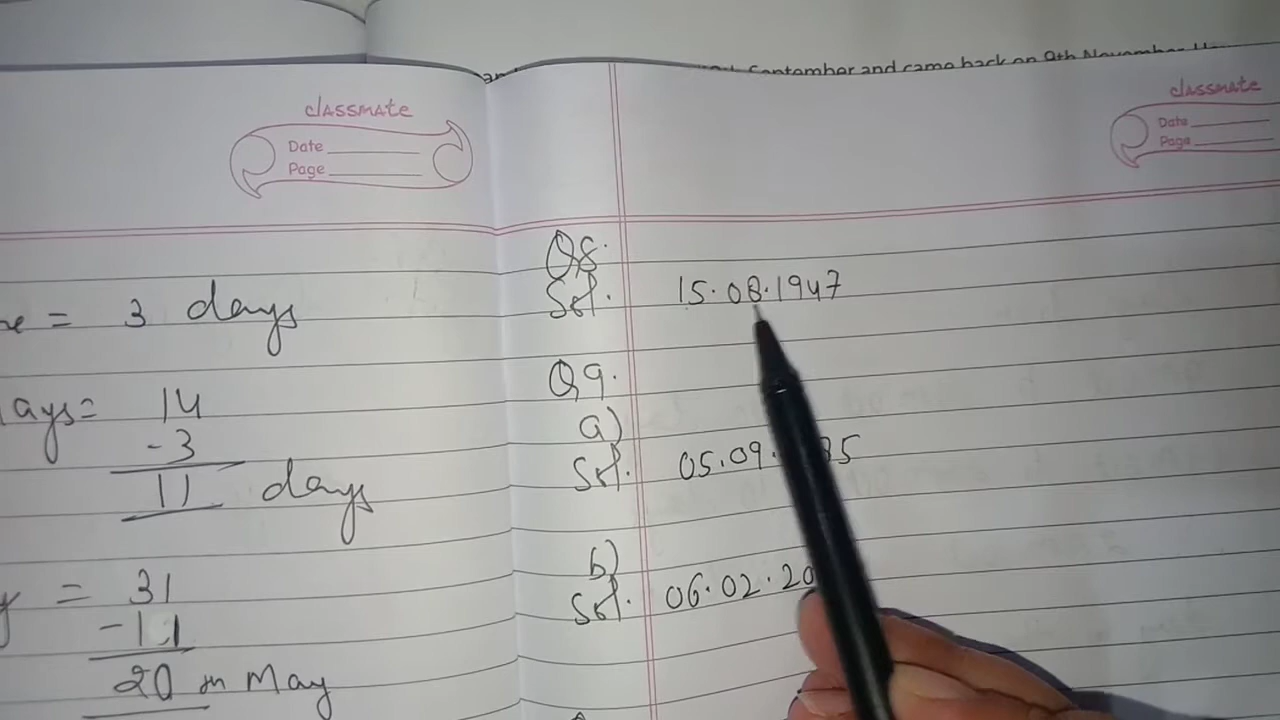 September and came back on 9th November
classmate
Date
Page
classmate
Date
Page
= 3 days
ays= 14
-3
11 days
= 31
-11
20 in May
Q8.
Sol. 15.08.1947
Q9.
a)
Sol. 05.09.
b)
Sol. 06.02.20